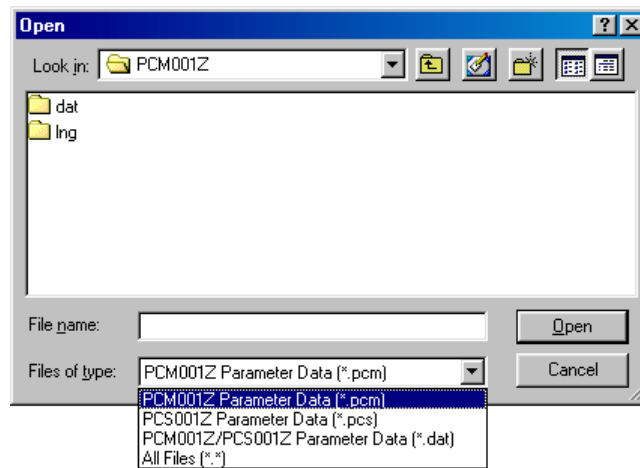 Open
Look in: PCM001Z
dat
lng
File name:
Open
Files of type: PCM001Z Parameter Data (*.pcm)
Cancel
PCM001Z Parameter Data (*.pcm)
PCS001Z Parameter Data (*.pcs)
PCM001Z/PCS001Z Parameter Data (*.dat)
All Files (*.*)